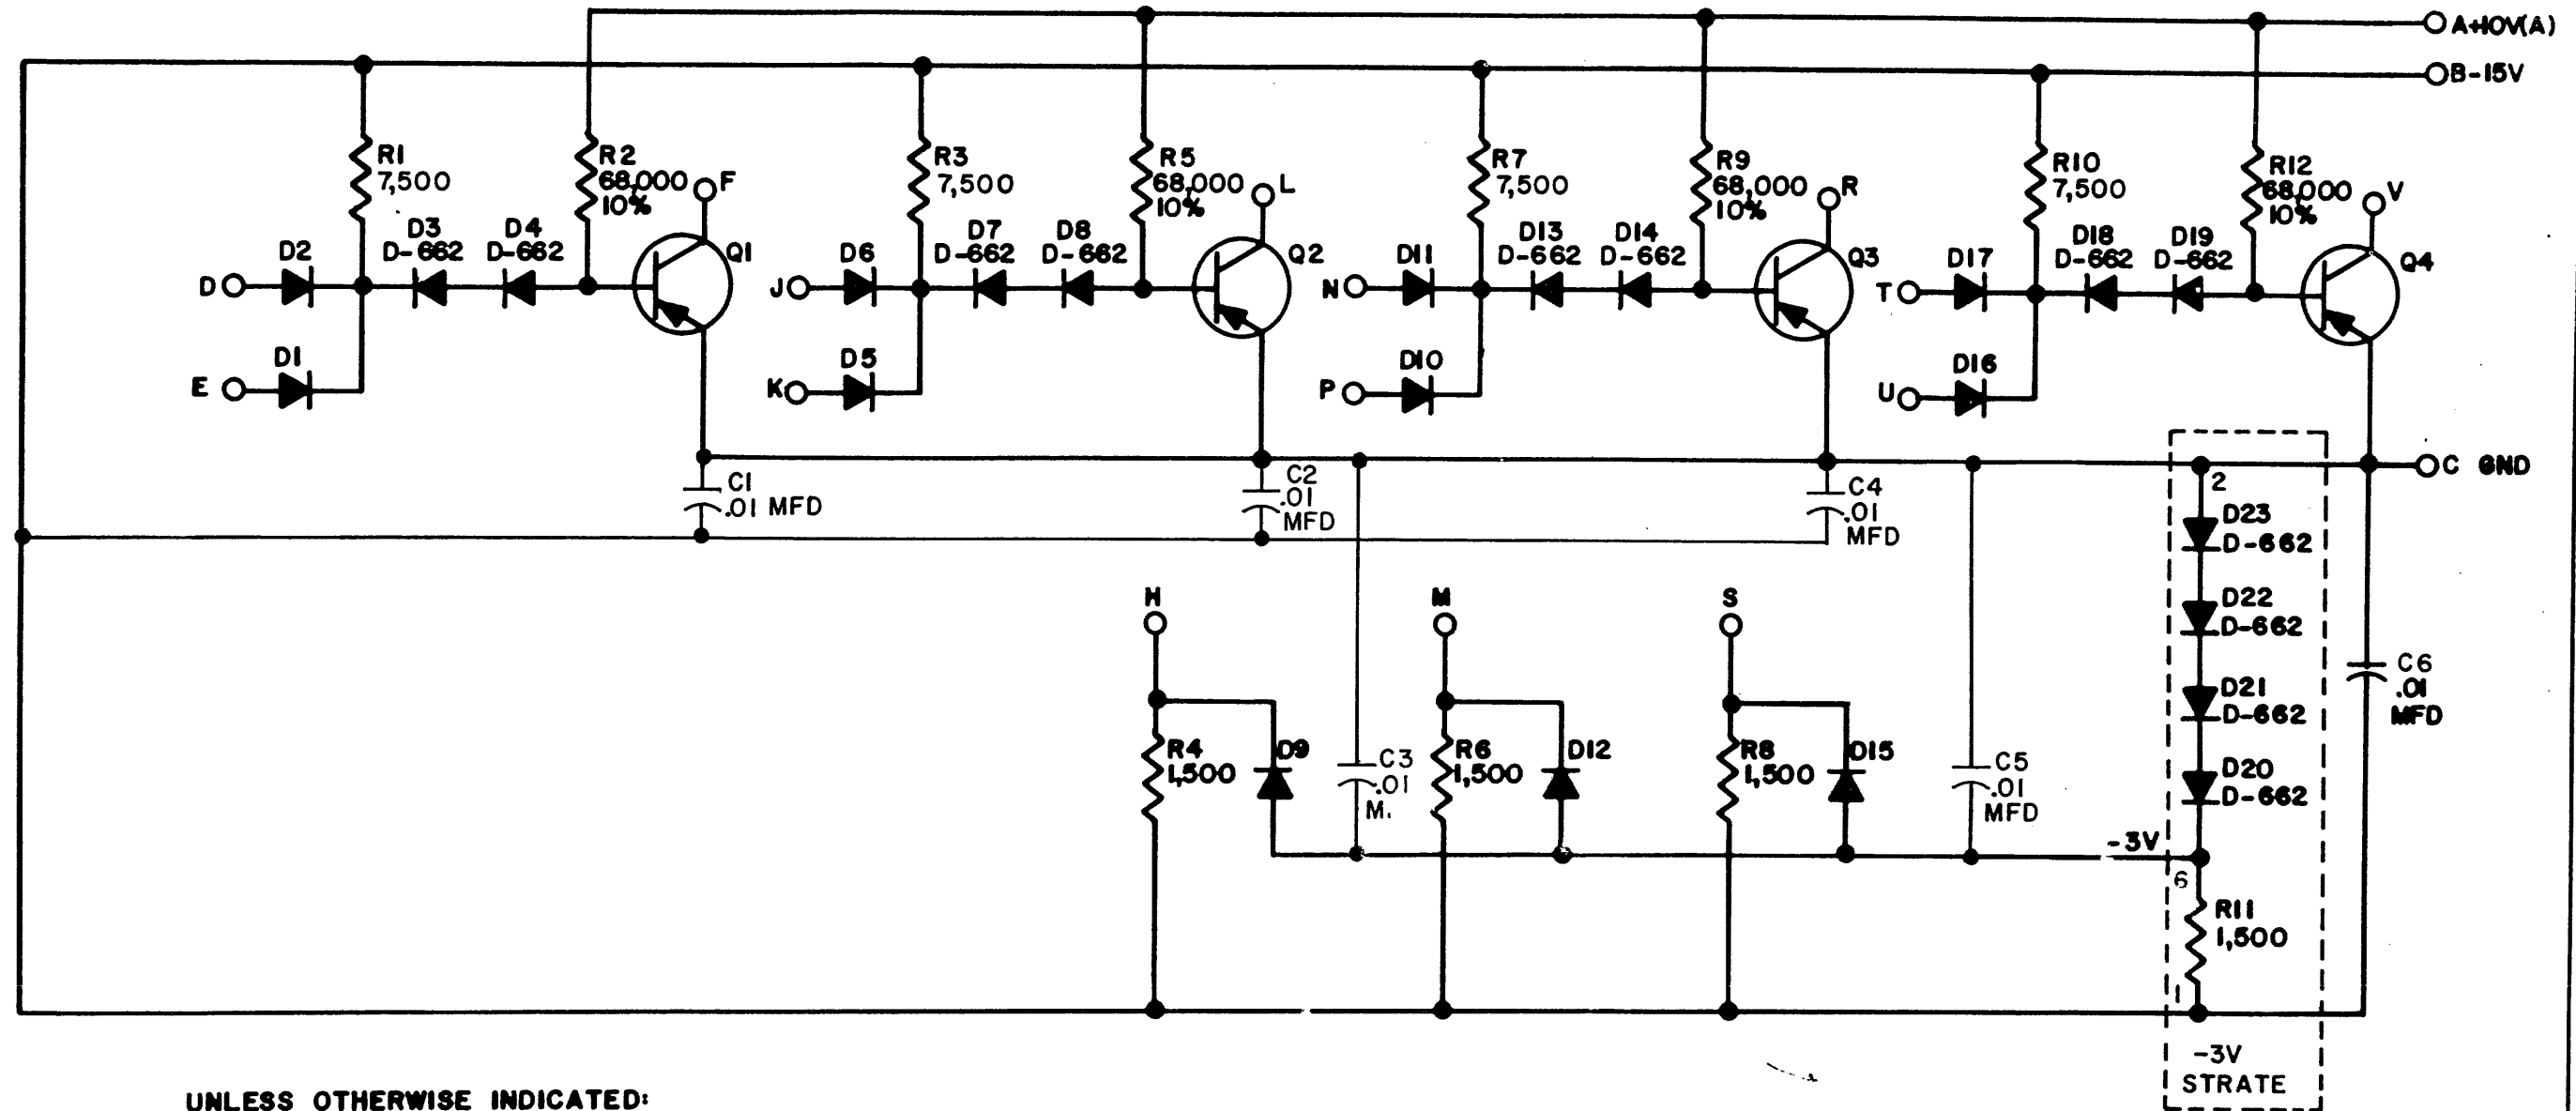 A+10V(A)
B-15V
R1
7,500
R2
68,000
10%
F
R3
7,500
R5
68,000
10%
L
R7
7,500
R9
68,000
10%
R
R10
7,500
R12
68,000
10%
V
D
D2
D3
D-662
D4
D-662
Q1
J
D6
D7
D-662
D8
D-662
Q2
N
D11
D13
D-662
D14
D-662
Q3
T
D17
D18
D-662
D19
D-662
Q4
E
D1
K
D5
P
D10
U
D16
C GND
C1
.01 MFD
C2
.01
MFD
C4
.01
MFD
2
D23
D-662
D22
D-662
D21
D-662
D20
D-662
C6
.01
MFD
H
M
S
R4
1,500
D9
C3
.01
M.
R6
1,500
D12
R8
1,500
D15
C5
.01
MFD
-3V
6
R11
1,500
1
-3V
STRATE
UNLESS OTHERWISE INDICATED: